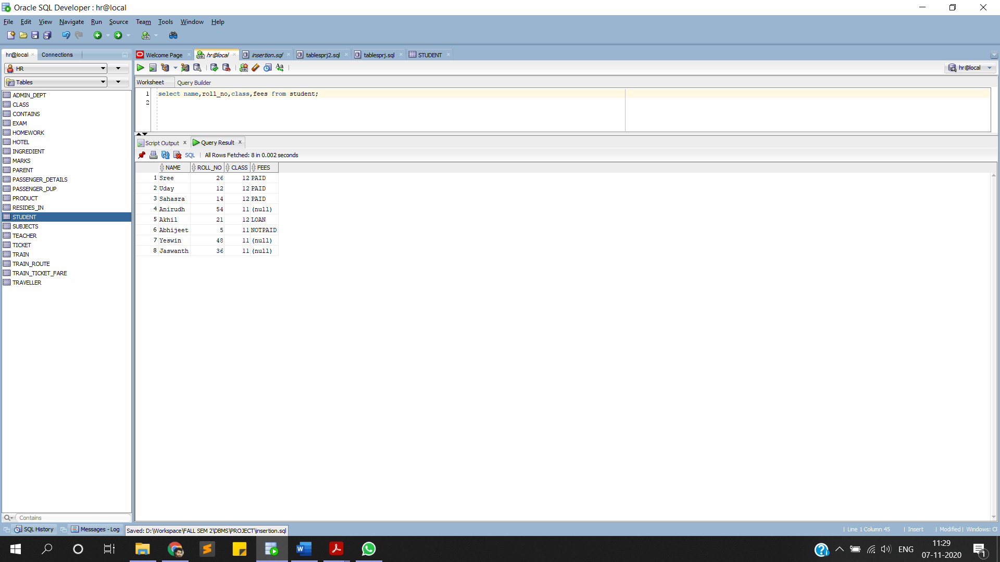 Oracle SQL Developer : hr@local
File Edit View Navigate Run Source Team Tools Window Help
hr@local Connections
Welcome Page hr@local insertion.sql tablesprj2.sql tablesprj.sql STUDENT
HR
hr@local
Tables
Worksheet Query Builder
1 select name,roll_no,class,fees from student;
2
ADMIN_DEPT
CLASS
CONTAINS
EXAM
HOMEWORK
HOTEL
INGREDIENT
MARKS
PARENT
PASSENGER_DETAILS
PASSENGER_DUP
PRODUCT
RESIDES_IN
STUDENT
SUBJECTS
TEACHER
TICKET
TRAIN
TRAIN_ROUTE
TRAIN_TICKET_FARE
TRAVELLER
Script Output x Query Result x
SQL | All Rows Fetched: 8 in 0.002 seconds
NAME ROLL_NO CLASS FEES
1 Sree 26 12 PAID
2 Uday 12 12 PAID
3 Sahasra 14 12 PAID
4 Anirudh 54 11 (null)
5 Akhil 21 12 LOAN
6 Abhijeet 5 11 NOTPAID
7 Yeswin 48 11 (null)
8 Jaswanth 36 11 (null)
Contains
SQL History Messages - Log Saved: D:\Workspace\FALL SEM 2\DBMS\PROJECT\insertion.sql
| Line 1 Column 45 | Insert | Modified | Windows: CF
ENG
11:29
07-11-2020
1